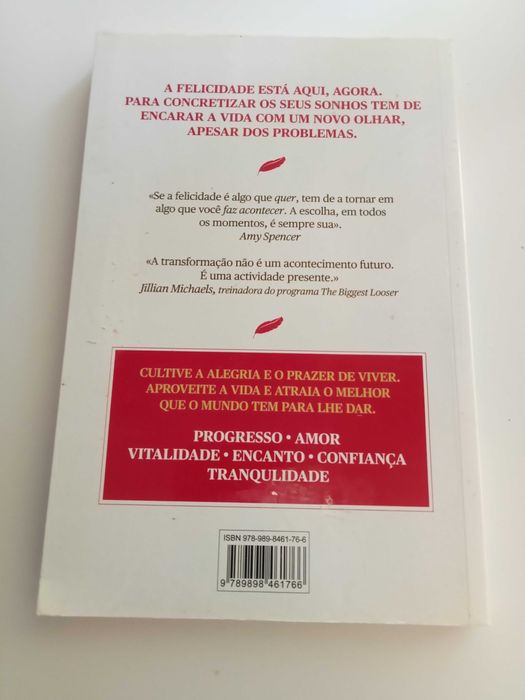 A FELICIDADE ESTÁ AQUI, AGORA.
PARA CONCRETIZAR OS SEUS SONHOS TEM DE
ENCARAR A VIDA COM UM NOVO OLHAR,
APESAR DOS PROBLEMAS.
«Se a felicidade é algo que quer, tem de a tornar em
algo que você faz acontecer. A escolha, em todos
os momentos, é sempre sua».
Amy Spencer
«A transformação não é um acontecimento futuro.
É uma actividade presente.»
Jillian Michaels, treinadora do programa The Biggest Looser
CULTIVE A ALEGRIA E O PRAZER DE VIVER.
APROVEITE A VIDA E ATRAIA O MELHOR
QUE O MUNDO TEM PARA LHE DAR.
PROGRESSO • AMOR
VITALIDADE • ENCANTO • CONFIANÇA
TRANQULIDADE
ISBN 978-989-8461-76-6
9 789898 461766